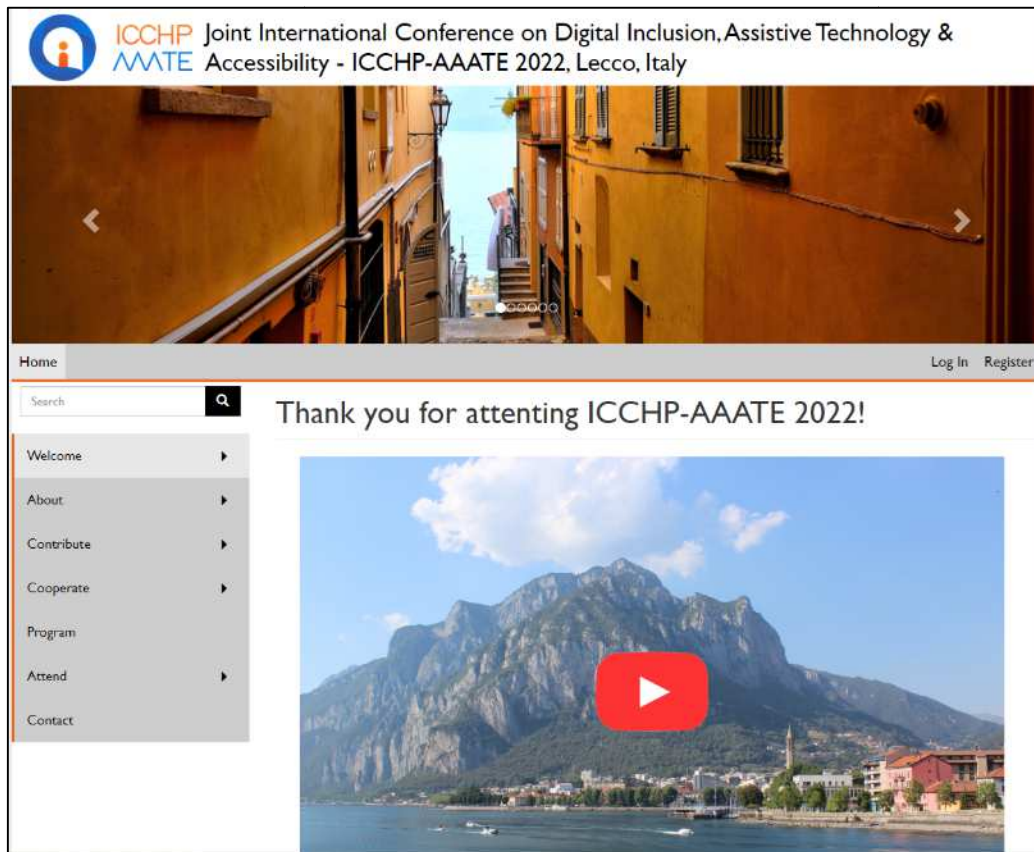 ICCHP
AAATE
Joint International Conference on Digital Inclusion, Assistive Technology &
Accessibility - ICCHP-AAATE 2022, Lecco, Italy
Home
Log In Register
Search
Thank you for attenting ICCHP-AAATE 2022!
Welcome
About
Contribute
Cooperate
Program
Attend
Contact